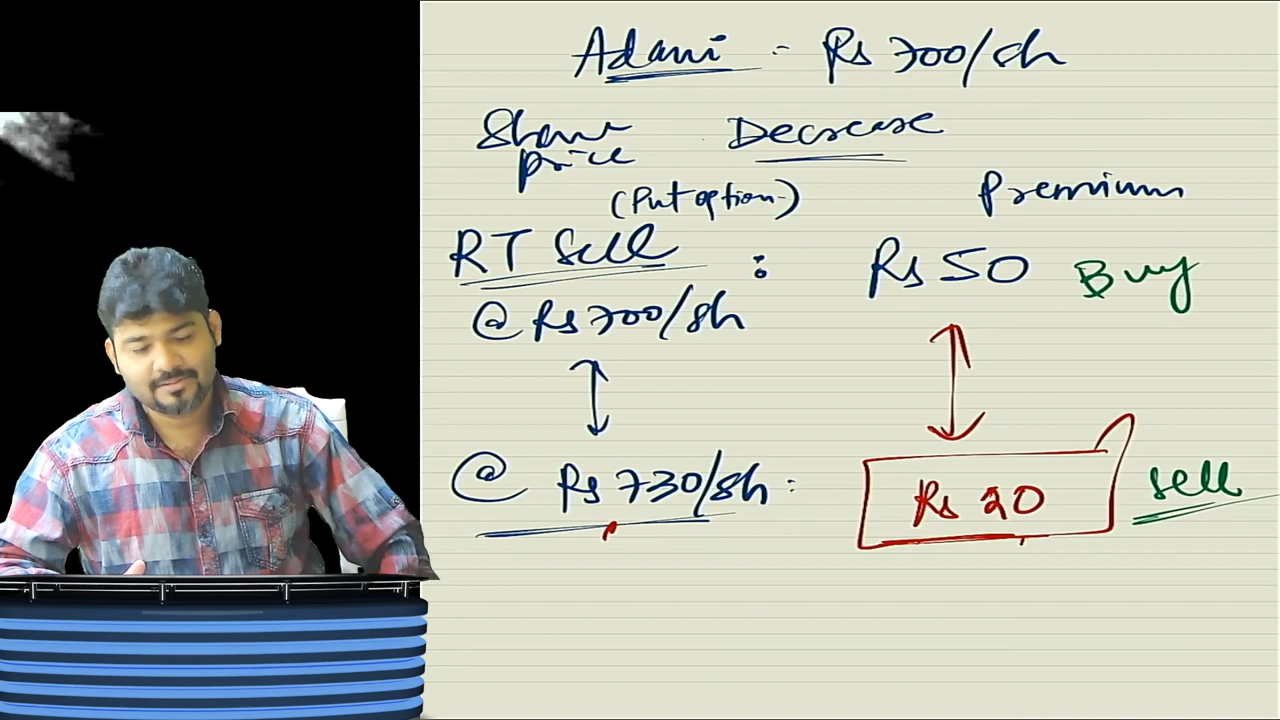 Adani - Rs 700/sh
Share price Decrease
(Put option) Premium
RT Sell : Rs 50 Buy
@ Rs 700/sh
@ Rs 730/sh : Rs 20 sell